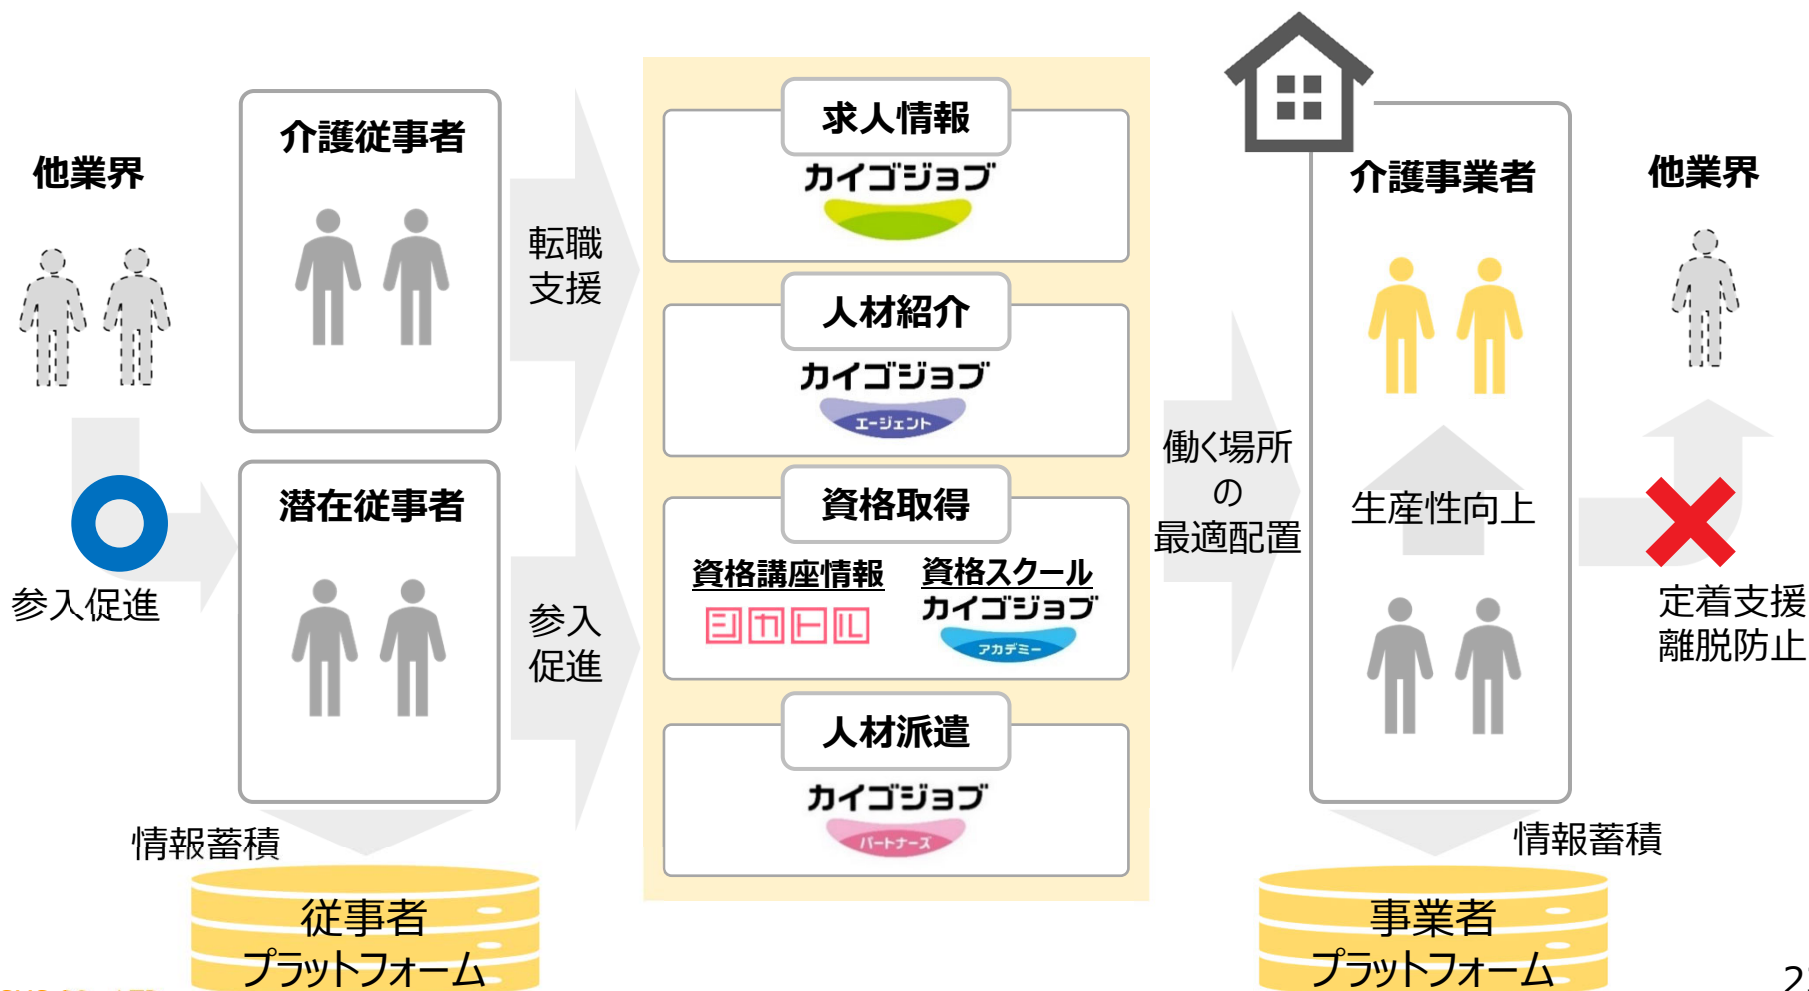 他業界
参入促進
介護従事者
潜在従事者
情報蓄積
従事者
プラットフォーム
転職
支援
参入
促進
求人情報
カイゴジョブ
人材紹介
カイゴジョブ
エージェント
資格取得
資格講座情報
シカトル
資格スクール
カイゴジョブ
アカデミー
人材派遣
カイゴジョブ
パートナーズ
働く場所
の
最適配置
介護事業者
生産性向上
情報蓄積
事業者
プラットフォーム
他業界
定着支援
離脱防止